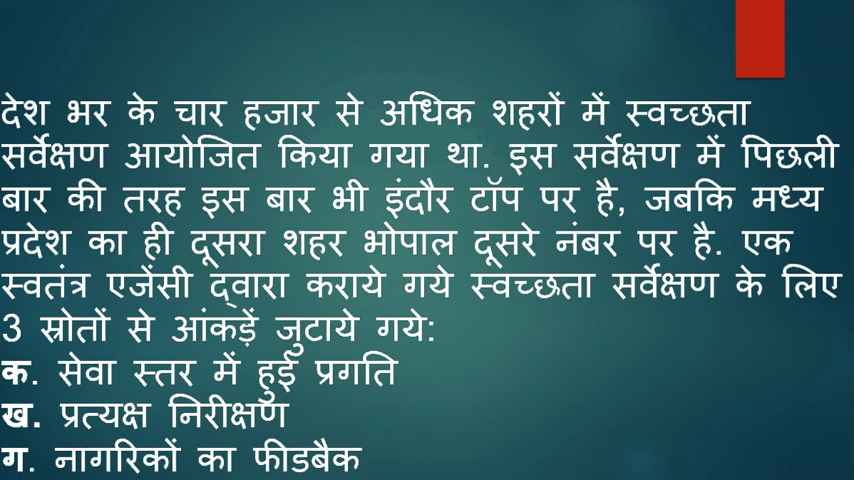 देश भर के चार हजार से अधिक शहरों में स्वच्छता
सर्वेक्षण आयोजित किया गया था. इस सर्वेक्षण में पिछली
बार की तरह इस बार भी इंदौर टॉप पर है, जबकि मध्य
प्रदेश का ही दूसरा शहर भोपाल दूसरे नंबर पर है. एक
स्वतंत्र एजेंसी द्वारा कराये गये स्वच्छता सर्वेक्षण के लिए
3 स्रोतों से आंकड़ें जुटाये गये:
क. सेवा स्तर में हुई प्रगति
ख. प्रत्यक्ष निरीक्षण
ग. नागरिकों का फीडबैक